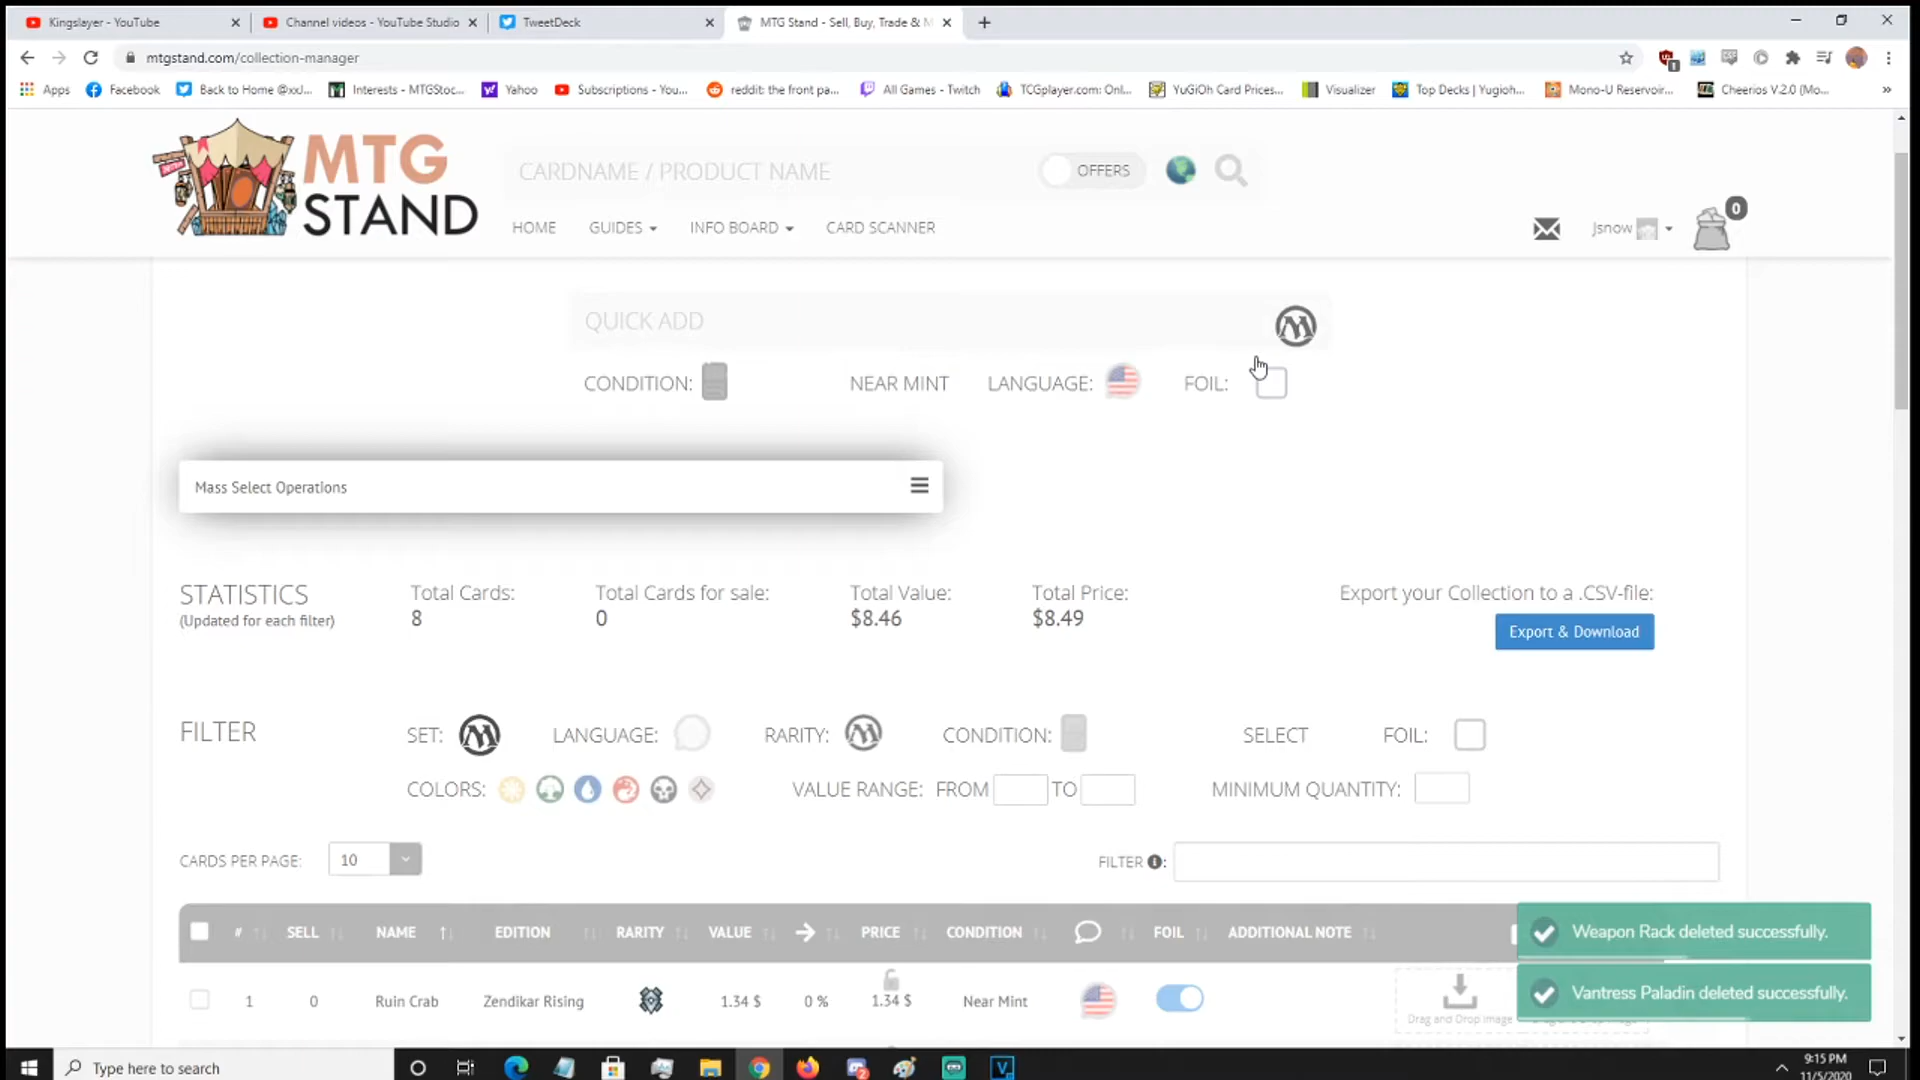 Kingslayer - YouTube
Channel videos - YouTube Studio
TweetDeck
MTG Stand - Sell, Buy, Trade & M
mtgstand.com/collection-manager
1
Apps
Facebook
Back to Home @xxJ...
Interests - MTGStoc...
Yahoo
Subscriptions - You...
reddit: the front pa...
All Games - Twitch
TCGplayer.com: Onl...
YuGiOh Card Prices...
Visualizer
Top Decks | Yugioh...
Mono-U Reservoir...
Cheerios V.2.0 (Mo...
»
MTG
STAND
CARDNAME / PRODUCT NAME
OFFERS
HOME
GUIDES
INFO BOARD
CARD SCANNER
Jsnow
0
QUICK ADD
CONDITION:
NEAR MINT
LANGUAGE:
FOIL:
Mass Select Operations
STATISTICS
(Updated for each filter)
Total Cards:
8
Total Cards for sale:
0
Total Value:
$8.46
Total Price:
$8.49
Export your Collection to a .CSV-file:
Export & Download
FILTER
SET:
LANGUAGE:
RARITY:
CONDITION:
SELECT
FOIL:
COLORS:
VALUE RANGE: FROM
TO
MINIMUM QUANTITY:
CARDS PER PAGE:
10
FILTER
:
# SELL NAME EDITION RARITY VALUE PRICE CONDITION FOIL ADDITIONAL NOTE
Weapon Rack deleted successfully.
1 0 Ruin Crab Zendikar Rising 1.34 $ 0 % 1.34 $ Near Mint
Drag and Drop Image
Vantress Paladin deleted successfully.
Type here to search
9:15 PM
11/5/2020